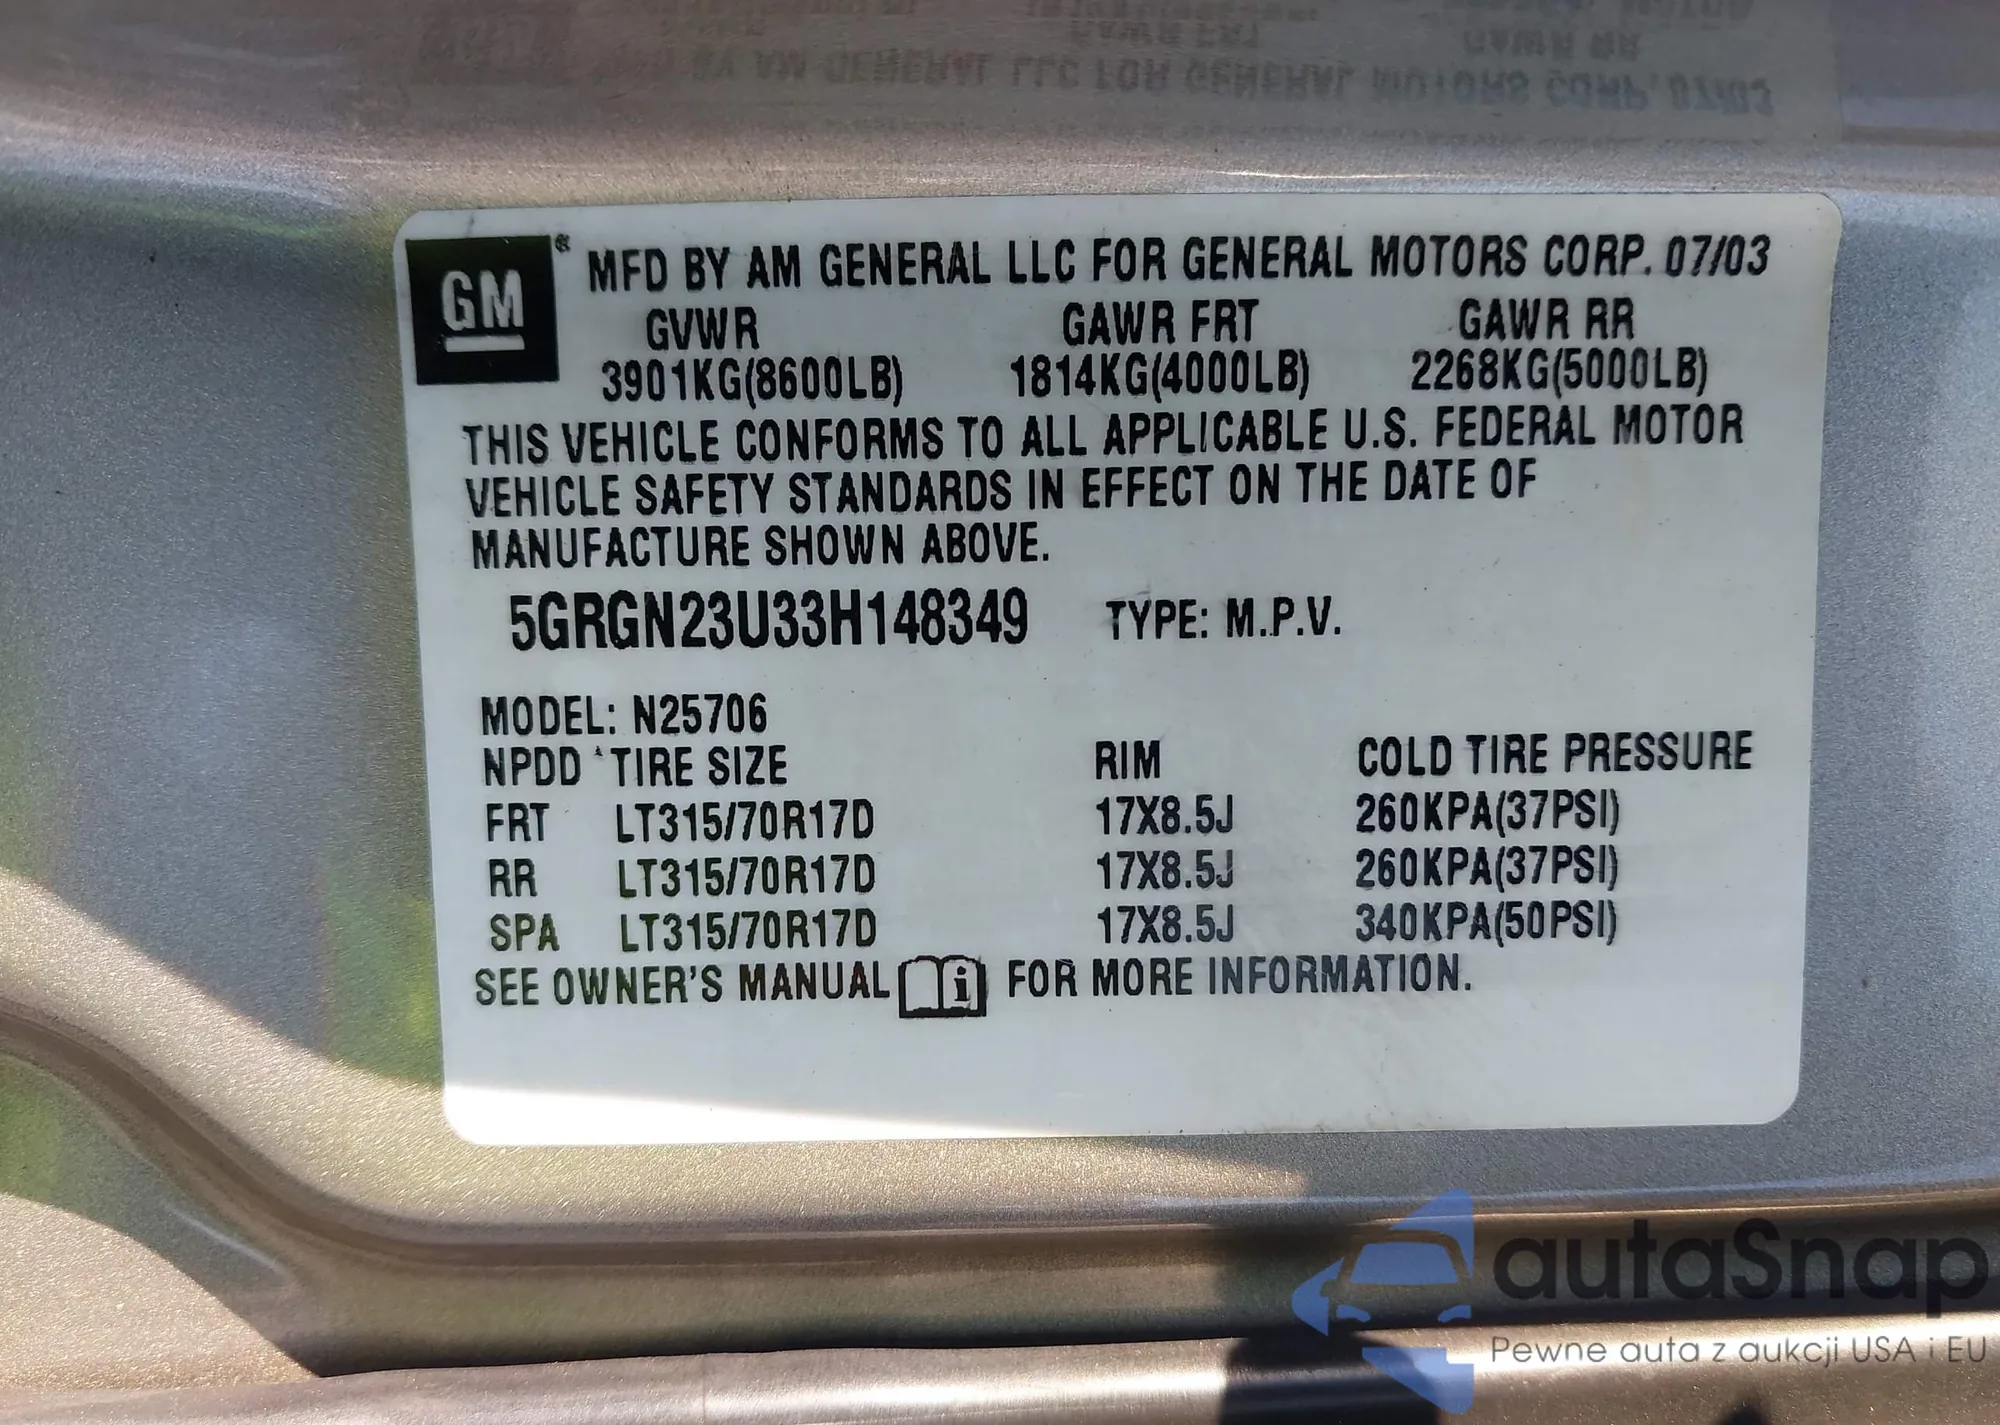 GM® MFD BY AM GENERAL LLC FOR GENERAL MOTORS CORP. 07/03
GVWR GAWR FRT GAWR RR
3901KG(8600LB) 1814KG(4000LB) 2268KG(5000LB)
THIS VEHICLE CONFORMS TO ALL APPLICABLE U.S. FEDERAL MOTOR
VEHICLE SAFETY STANDARDS IN EFFECT ON THE DATE OF
MANUFACTURE SHOWN ABOVE.
5GRGN23U33H148349 TYPE: M.P.V.
MODEL: N25706
NPDD TIRE SIZE RIM COLD TIRE PRESSURE
FRT LT315/70R17D 17X8.5J 260KPA(37PSI)
RR LT315/70R17D 17X8.5J 260KPA(37PSI)
SPA LT315/70R17D 17X8.5J 340KPA(50PSI)
SEE OWNER'S MANUAL i FOR MORE INFORMATION.
autaSnap
Pewne auta z aukcji USA i EU